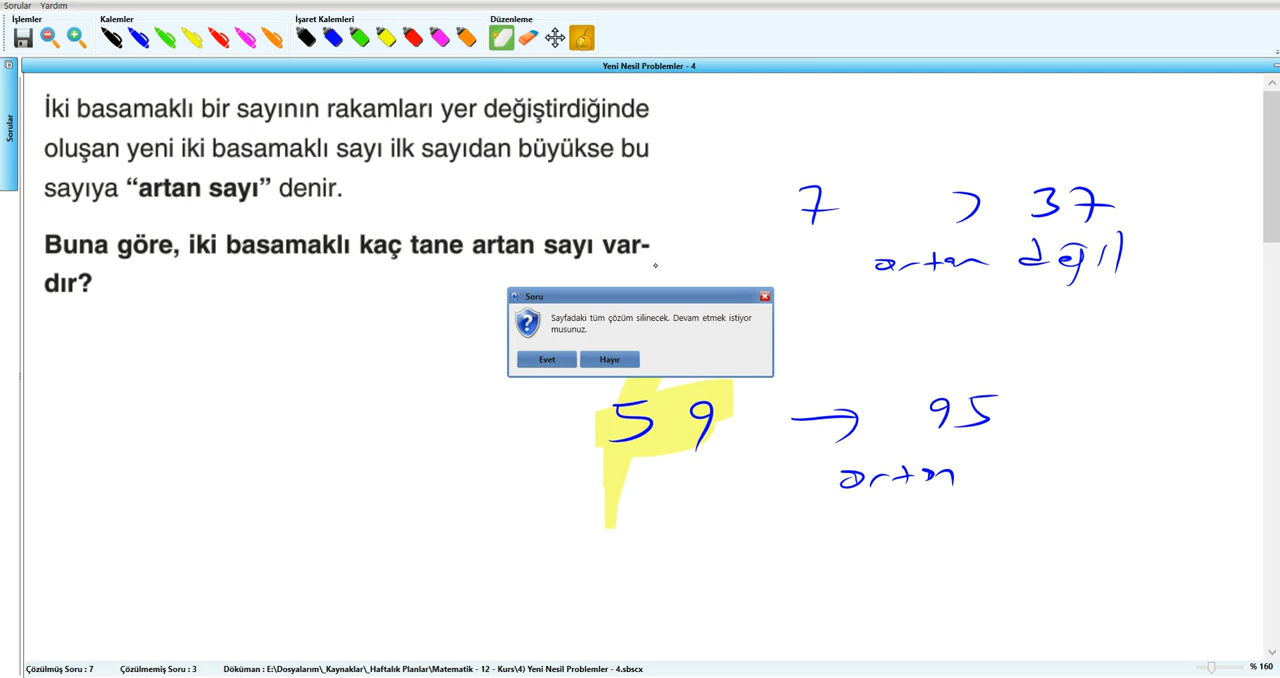 Sorular Yardım
İşlemler Kalemler İşaret Kalemleri Düzenleme
Yeni Nesil Problemler - 4
Sorular
İki basamaklı bir sayının rakamları yer değiştirdiğinde
oluşan yeni iki basamaklı sayı ilk sayıdan büyükse bu
sayıya “artan sayı” denir.
Buna göre, iki basamaklı kaç tane artan sayı var-
dır?
7 > 37
artan değil
Soru
Sayfadaki tüm çözüm silinecek. Devam etmek istiyor
musunuz.
Evet Hayır
5 9 → 95
artan
Çözülmüş Soru : 7 Çözülmemiş Soru : 3 Döküman : E:\Dosyalarım\_Kaynaklar\_Haftalık Planlar\Matematik - 12 - Kurs\4) Yeni Nesil Problemler - 4.sbscx % 160